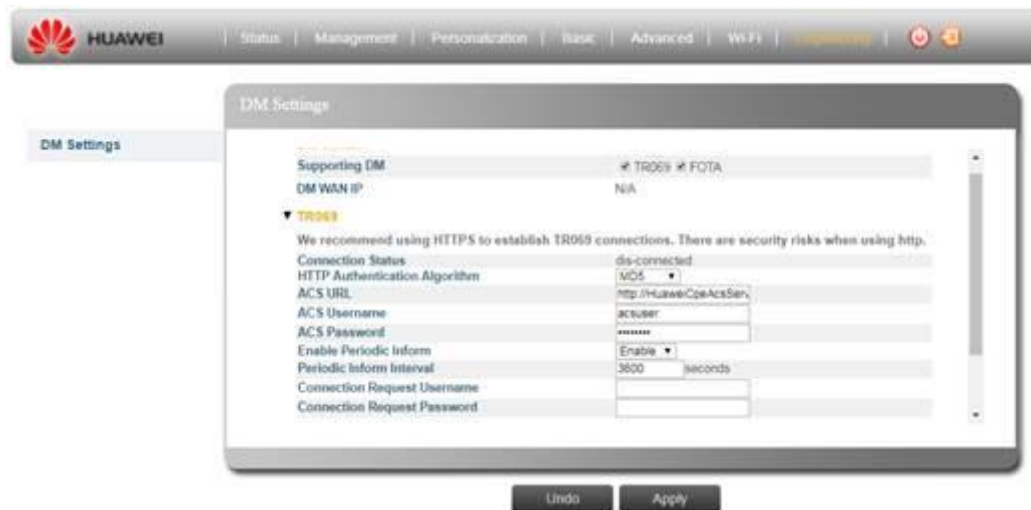 HUAWEI | Status | Management | Personalization | Basic | Advanced | Wi-Fi |
DM Settings
DM Settings
Supporting DM TR069 FOTA
DM WAN IP N/A
TR069
We recommend using HTTPS to establish TR069 connections. There are security risks when using http.
Connection Status dis-connected
HTTP Authentication Algorithm MD5
ACS URL http://HuaweiCpeAcsServ
ACS Username acsuser
ACS Password ••••••••
Enable Periodic Inform Enable
Periodic Inform Interval 3600 seconds
Connection Request Username
Connection Request Password
Undo Apply